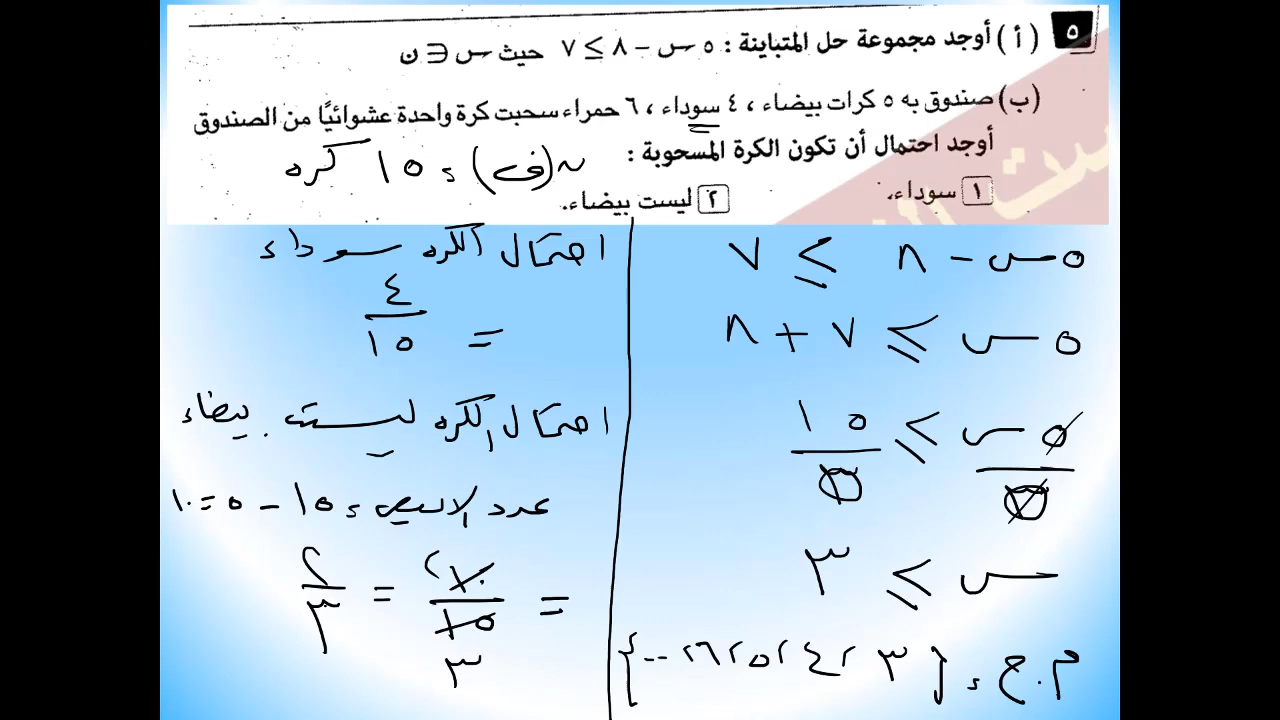 ٥
(أ) أوجد مجموعة حل المتباينة : ٥ س – ٨ ≤ ٧ حيث س ∈ ن
(ب) صندوق به ٥ كرات بيضاء ، ٤ سوداء ، ٦ حمراء سحبت كرة واحدة عشوائيًا من الصندوق
أوجد احتمال أن تكون الكرة المسحوبة :
ن(ف) = ١٥ كره
١ سوداء.
٢ ليست بيضاء.
٥س – ٨ ≥ ٧
٥س ≥ ٧ + ٨
٥س/٥ ≥ ١٥/٥
س ≥ ٣
م.ح = {٣ ، ٤ ، ٥ ، ٦ ، ...}
احتمال الكره سوداء
= ٤/١٥
احتمال الكره ليست بيضاء
= ١٥ – ٥ = ١٠
= ١٠/١٥ = ٢/٣
٢
٣